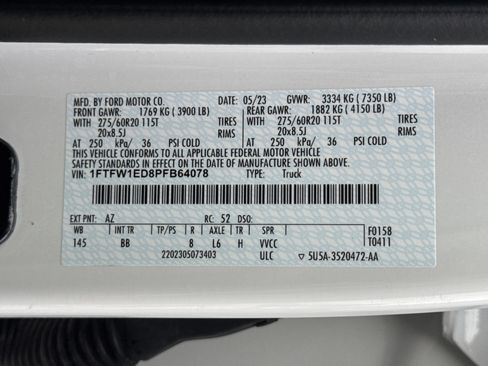 MFD. BY FORD MOTOR CO. DATE: 05/23 GVWR: 3334 KG ( 7350 LB)
FRONT GAWR: 1769 KG ( 3900 LB) REAR GAWR: 1882 KG ( 4150 LB)
WITH 275/60R20 115T TIRES WITH 275/60R20 115T TIRES
20x8.5J RIMS 20x8.5J RIMS
AT 250 kPa/ 36 PSI COLD AT 250 kPa/ 36 PSI COLD
THIS VEHICLE CONFORMS TO ALL APPLICABLE FEDERAL MOTOR VEHICLE
SAFETY STANDARDS IN EFFECT ON THE DATE OF MANUFACTURE SHOWN ABOVE.
VIN: 1FTFW1ED8PFB64078 TYPE: Truck
EXT PNT: AZ RC: 52 DSO:
WB INT TR TP/PS R AXLE TR SPR F0158
145 BB 8 L6 H VVCC T0411
2202305073403 ULC 5U5A-3520472-AA